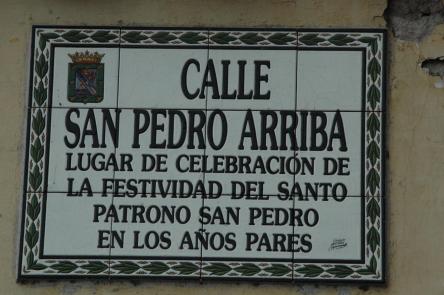 CALLE
SAN PEDRO ARRIBA
LUGAR DE CELEBRACIÓN DE
LA FESTIVIDAD DEL SANTO
PATRONO SAN PEDRO
EN LOS AÑOS PARES